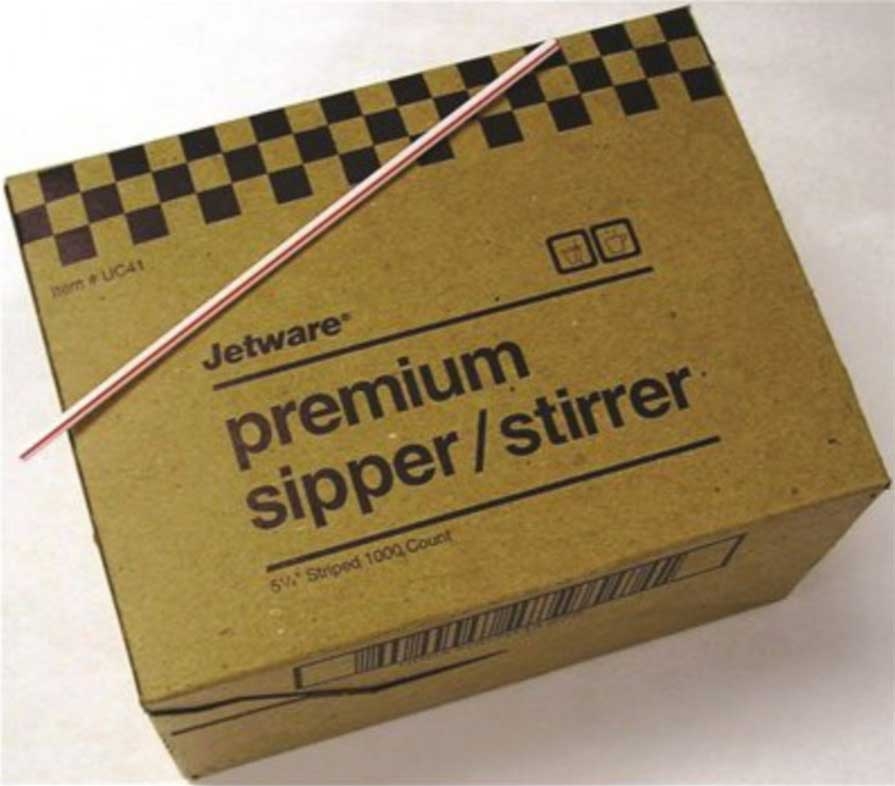 Item # UC41
Jetware®
premium
sipper/stirrer
5¼" Striped 1000 Count